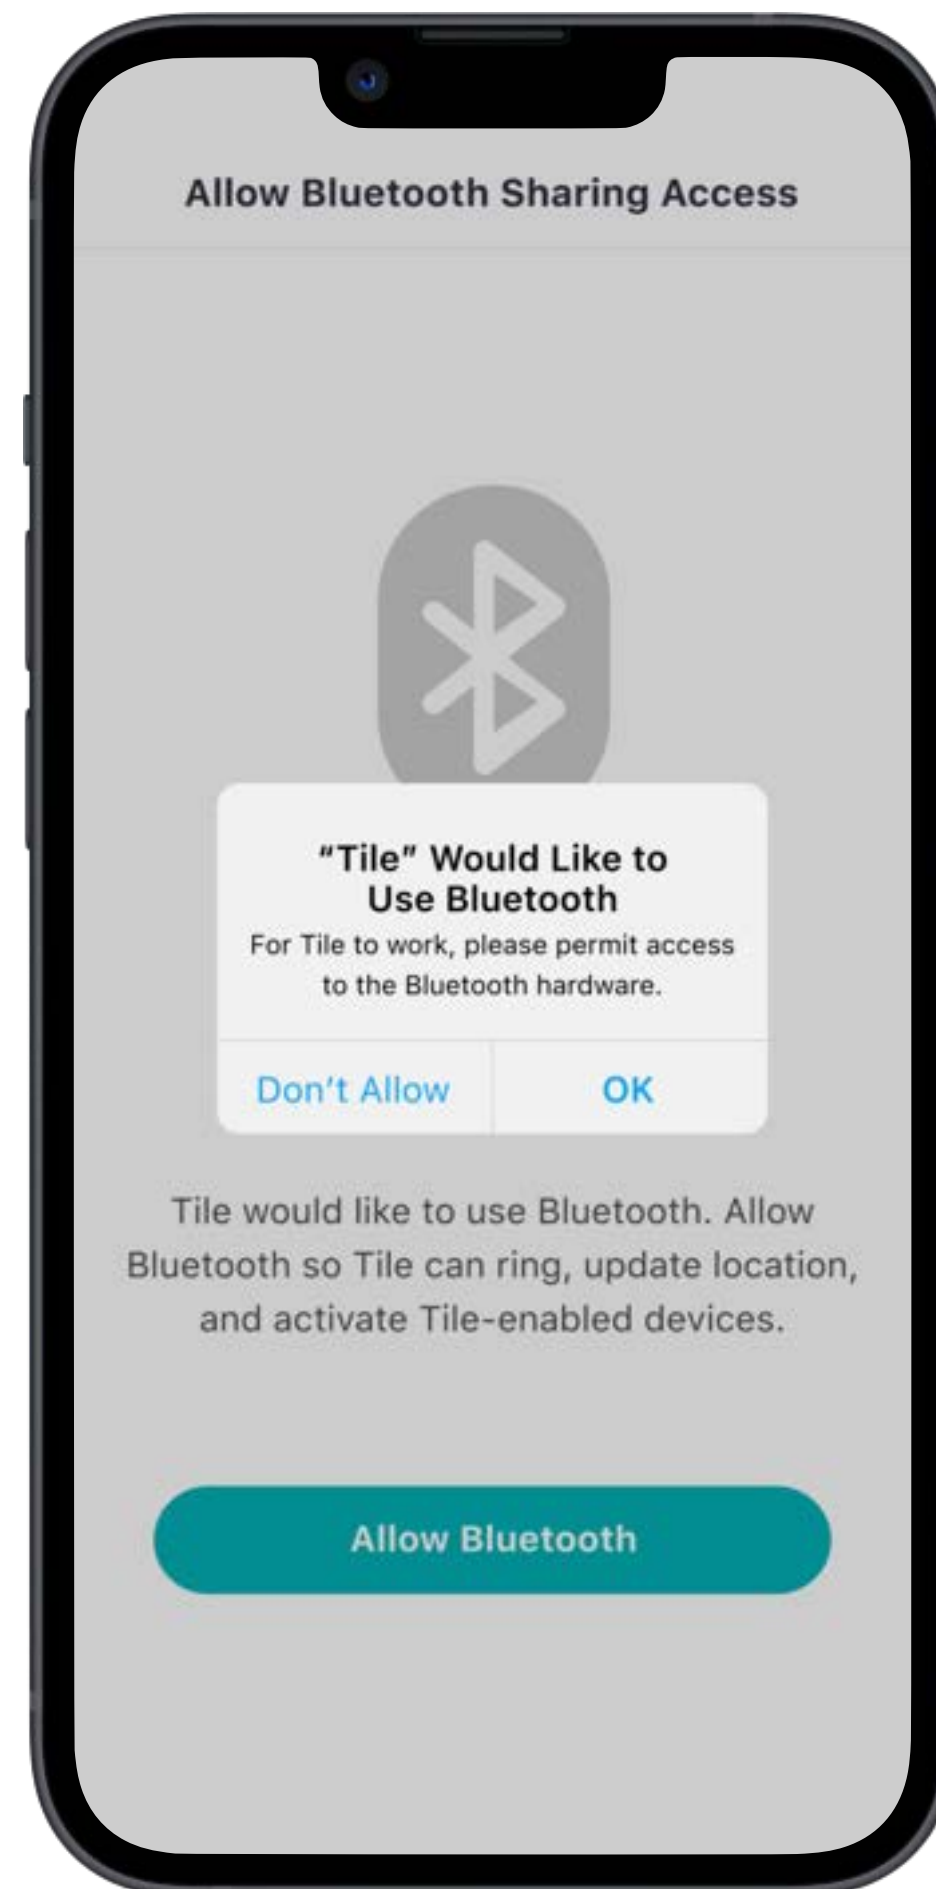 Allow Bluetooth Sharing Access
“Tile” Would Like to
Use Bluetooth
For Tile to work, please permit access
to the Bluetooth hardware.
Don’t Allow
OK
Tile would like to use Bluetooth. Allow
Bluetooth so Tile can ring, update location,
and activate Tile-enabled devices.
Allow Bluetooth